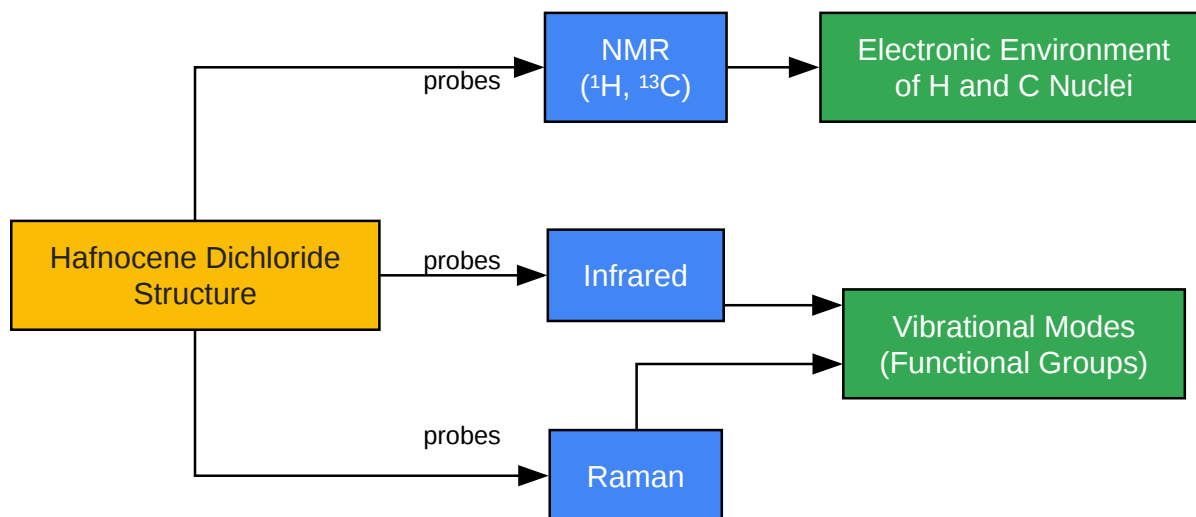 NMR
(¹H, ¹³C)
Electronic Environment
of H and C Nuclei
probes
Hafnocene Dichloride
Structure
probes
Infrared
Vibrational Modes
(Functional Groups)
probes
Raman